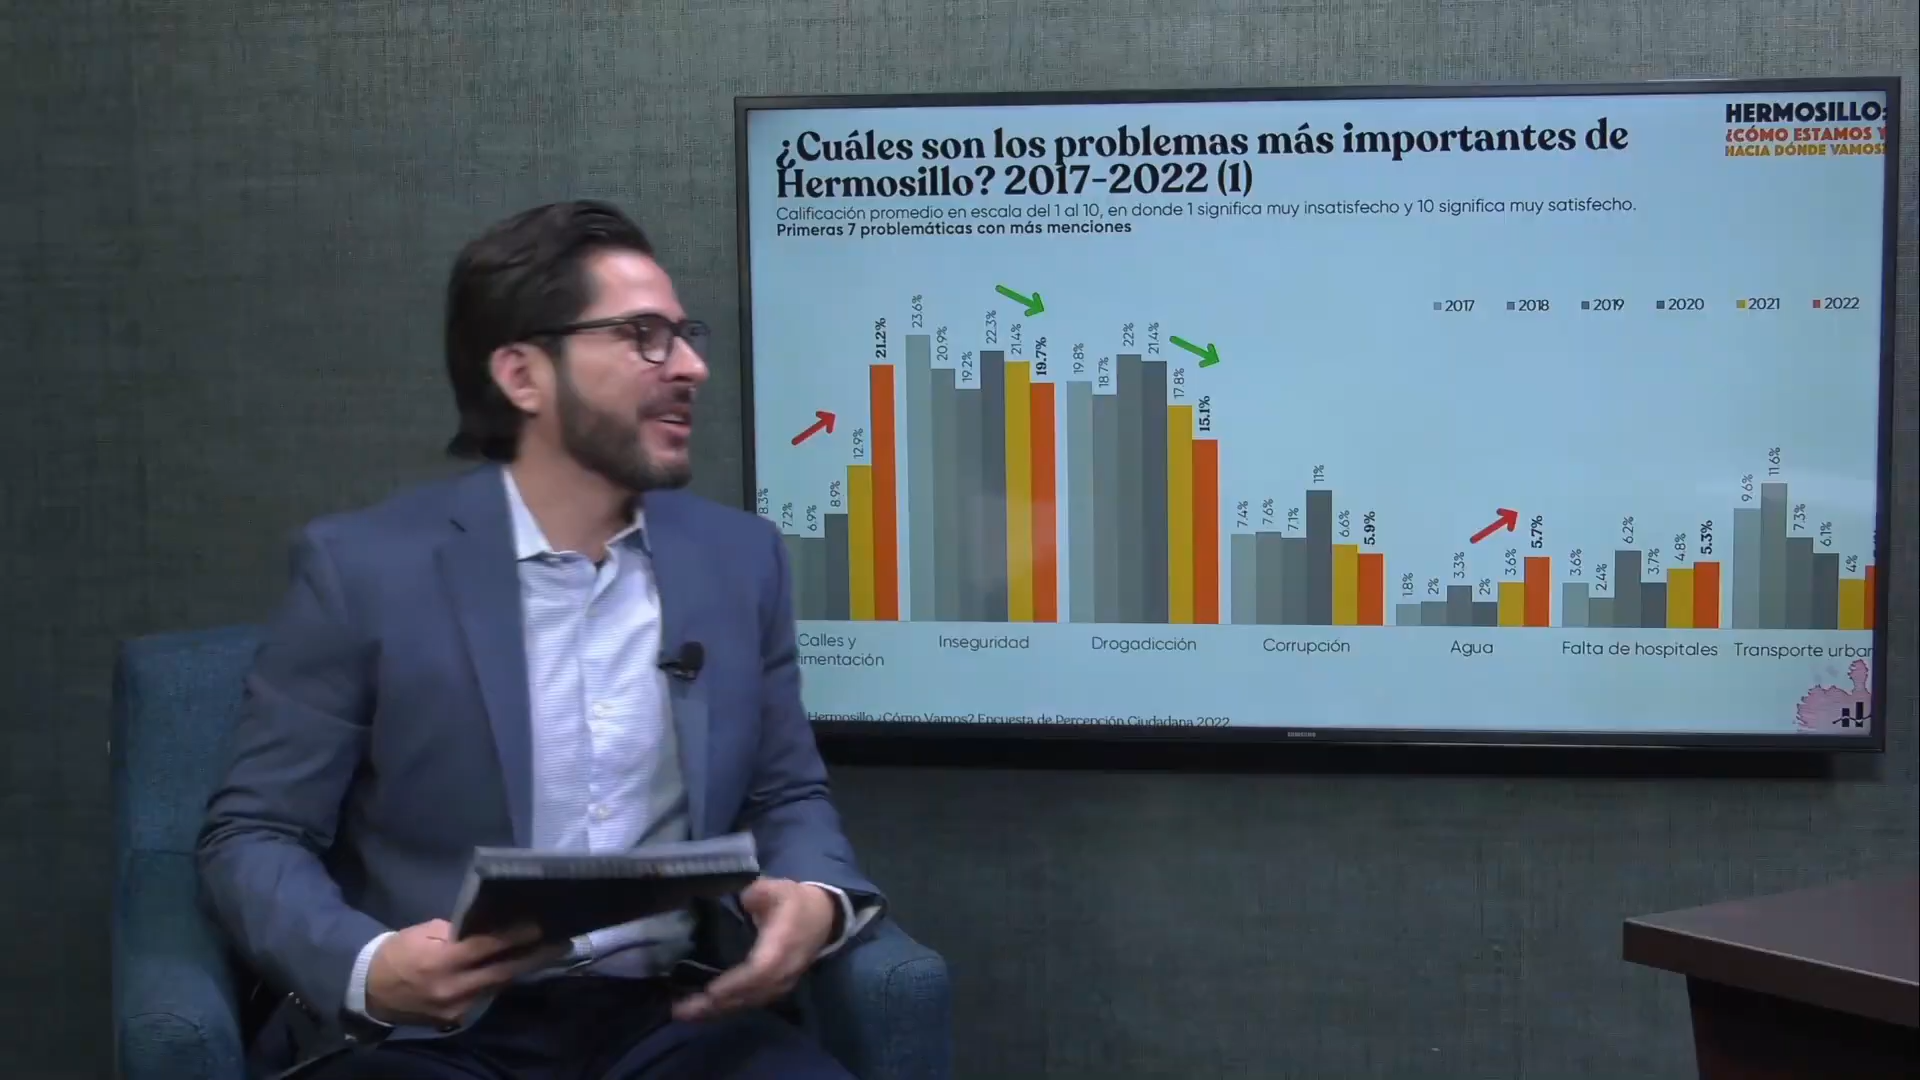 HERMOSILLO:
¿CÓMO ESTAMOS Y
HACIA DÓNDE VAMOS?
¿Cuáles son los problemas más importantes de
Hermosillo? 2017-2022 (1)
Calificación promedio en escala del 1 al 10, en donde 1 significa muy insatisfecho y 10 significa muy satisfecho.
Primeras 7 problemáticas con más menciones
2017 2018 2019 2020 2021 2022
8.3% 7.2% 6.9% 8.9% 12.9% 21.2%
23.6% 20.9% 19.2% 22.3% 21.4% 19.7%
19.8% 18.7% 22% 21.4% 17.8% 15.1%
7.4% 7.6% 7.1% 11% 6.6% 5.9%
1.8% 2% 3.3% 2% 3.6% 5.7%
3.6% 2.4% 6.2% 3.7% 4.8% 5.3%
9.6% 11.6% 7.3% 6.1% 4%
Calles y
imentación
Inseguridad
Drogadicción
Corrupción
Agua
Falta de hospitales
Transporte urban
Hermosillo ¿Cómo Vamos? Encuesta de Percepción Ciudadana 2022
SAMSUNG